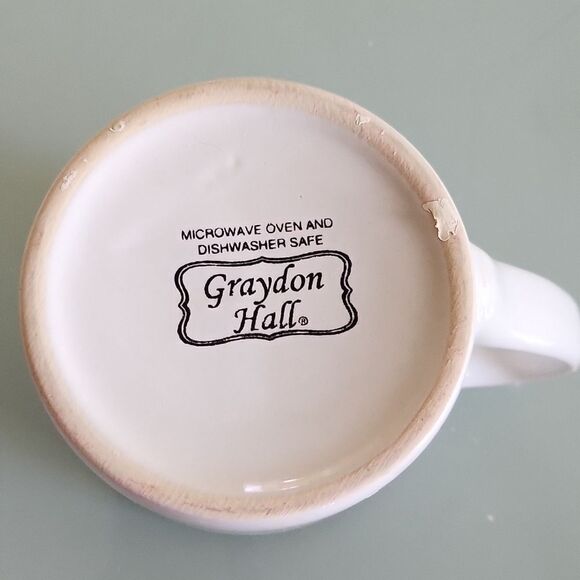 MICROWAVE OVEN AND
DISHWASHER SAFE
Graydon
Hall®